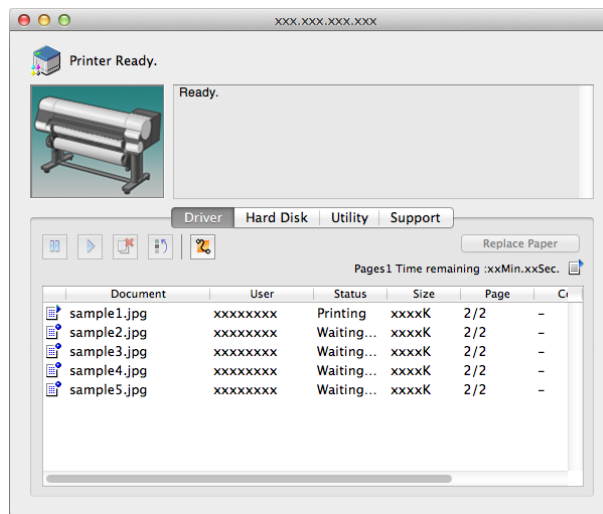 xxx.xxx.xxx.xxx
Printer Ready.
Ready.
Driver Hard Disk Utility Support
Replace Paper
Pages1 Time remaining :xxMin.xxSec.
Document User Status Size Page
sample1.jpg xxxxxxxx Printing xxxxK 2/2 –
sample2.jpg xxxxxxxx Waiting... xxxxK 2/2 –
sample3.jpg xxxxxxxx Waiting... xxxxK 2/2 –
sample4.jpg xxxxxxxx Waiting... xxxxK 2/2 –
sample5.jpg xxxxxxxx Waiting... xxxxK 2/2 –